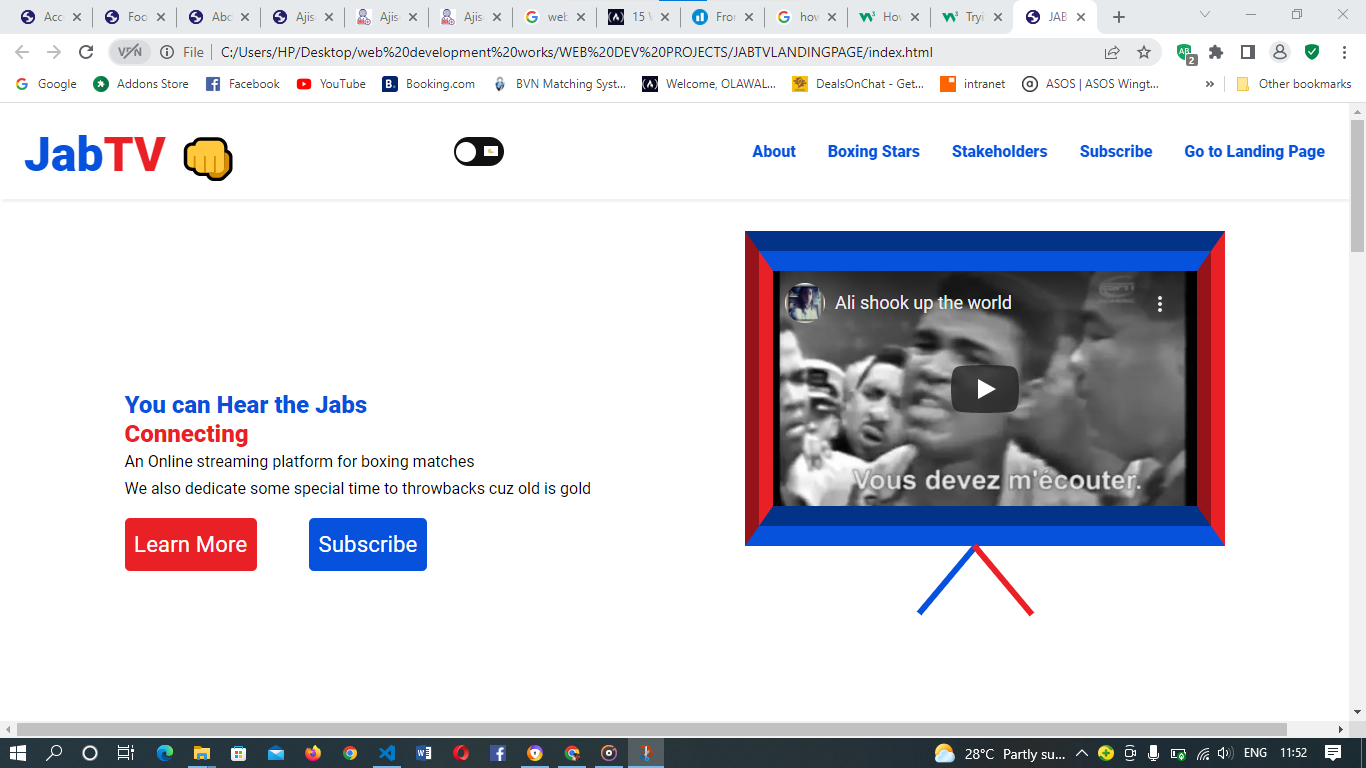 Acc
Foo
Abo
Ajis
Ajis
Ajis
web
15 W
Fron
how
How
Tryi
JAB
VPN
File
C:/Users/HP/Desktop/web%20development%20works/WEB%20DEV%20PROJECTS/JABTVLANDINGPAGE/index.html
2
Google
Addons Store
Facebook
YouTube
B.
Booking.com
BVN Matching Syst...
Welcome, OLAWAL...
DealsOnChat - Get...
intranet
ASOS | ASOS Wingt...
»
Other bookmarks
JabTV
About
Boxing Stars
Stakeholders
Subscribe
Go to Landing Page
Ali shook up the world
Vous devez m'écouter.
You can Hear the Jabs
Connecting
An Online streaming platform for boxing matches
We also dedicate some special time to throwbacks cuz old is gold
Learn More
Subscribe
28°C Partly su...
ENG
11:52